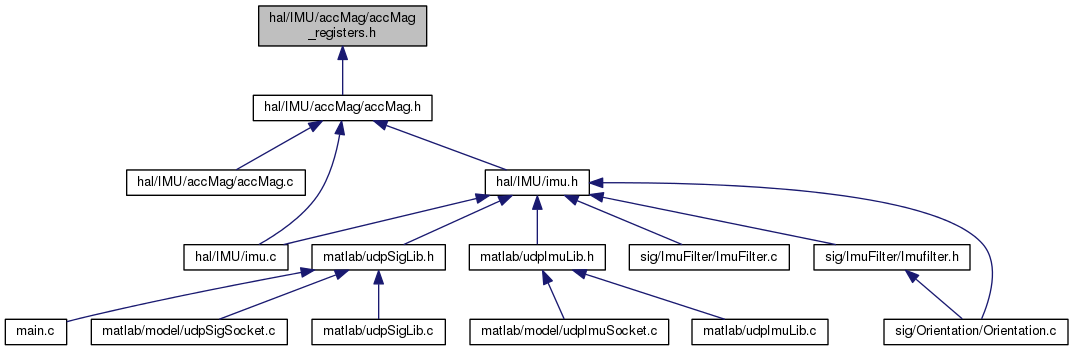 hal/IMU/accMag/accMag
_registers.h
hal/IMU/accMag/accMag.h
hal/IMU/accMag/accMag.c
hal/IMU/imu.h
hal/IMU/imu.c
matlab/udpSigLib.h
matlab/udpImuLib.h
sig/ImuFilter/ImuFilter.c
sig/ImuFilter/Imufilter.h
main.c
matlab/model/udpSigSocket.c
matlab/udpSigLib.c
matlab/model/udpImuSocket.c
matlab/udpImuLib.c
sig/Orientation/Orientation.c